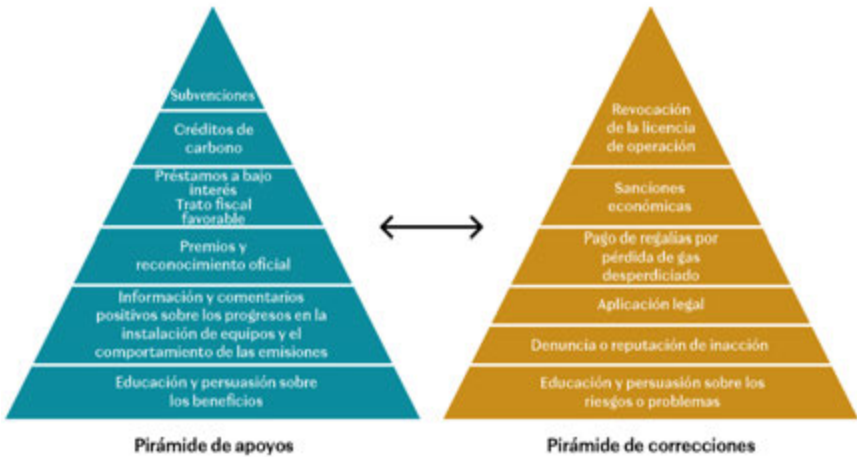 Subvenciones
Créditos de
carbono
Préstamos a bajo
interés
Trato fiscal
favorable
Premios y
reconocimiento oficial
Información y comentarios
positivos sobre los progresos en la
instalación de equipos y el
comportamiento de las emisiones
Educación y persuasión sobre
los beneficios
Pirámide de apoyos
Revocación
de la licencia
de operación
Sanciones
económicas
Pago de regalías por
pérdida de gas
desperdiciado
Aplicación legal
Denuncia o reputación de inacción
Educación y persuasión sobre los
riesgos o problemas
Pirámide de correcciones